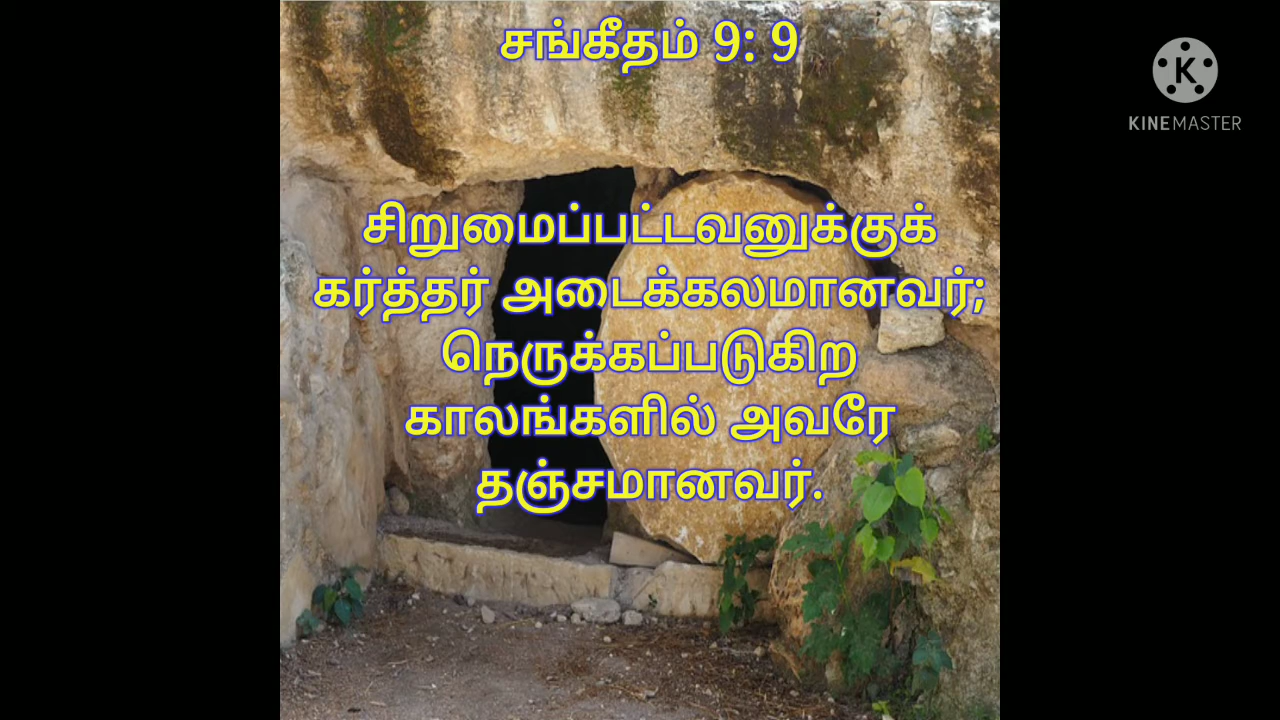 சங்கீதம் 9: 9
சிறுமைப்பட்டவனுக்குக்
கர்த்தர் அடைக்கலமானவர்;
நெருக்கப்படுகிற
காலங்களில் அவரே
தஞ்சமானவர்.
K
KINEMASTER